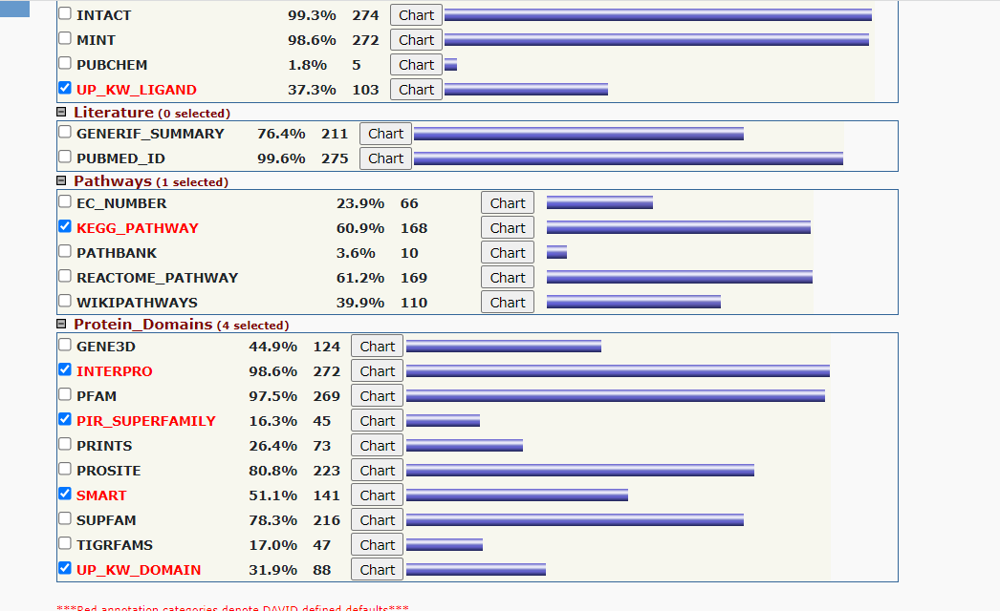 INTACT 99.3% 274 Chart
MINT 98.6% 272 Chart
PUBCHEM 1.8% 5 Chart
UP_KW_LIGAND 37.3% 103 Chart
Literature (0 selected)
GENERIF_SUMMARY 76.4% 211 Chart
PUBMED_ID 99.6% 275 Chart
Pathways (1 selected)
EC_NUMBER 23.9% 66 Chart
KEGG_PATHWAY 60.9% 168 Chart
PATHBANK 3.6% 10 Chart
REACTOME_PATHWAY 61.2% 169 Chart
WIKIPATHWAYS 39.9% 110 Chart
Protein_Domains (4 selected)
GENE3D 44.9% 124 Chart
INTERPRO 98.6% 272 Chart
PFAM 97.5% 269 Chart
PIR_SUPERFAMILY 16.3% 45 Chart
PRINTS 26.4% 73 Chart
PROSITE 80.8% 223 Chart
SMART 51.1% 141 Chart
SUPFAM 78.3% 216 Chart
TIGRFAMS 17.0% 47 Chart
UP_KW_DOMAIN 31.9% 88 Chart
***Red annotation categories denote DAVID defined defaults***